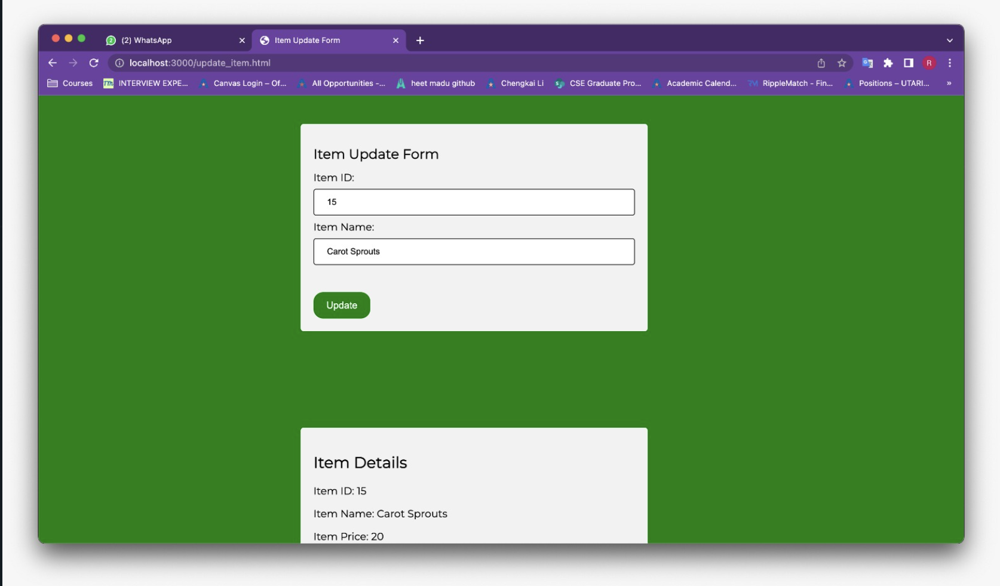 (2) WhatsApp
Item Update Form
localhost:3000/update_item.html
R
Courses
INTERVIEW EXPE...
Canvas Login – Of...
All Opportunities –...
heet madu github
Chengkai Li
CSE Graduate Pro...
Academic Calend...
RippleMatch - Fin...
Positions – UTARI...
»
Item Update Form
Item ID:
15
Item Name:
Carot Sprouts
Update
Item Details
Item ID: 15
Item Name: Carot Sprouts
Item Price: 20